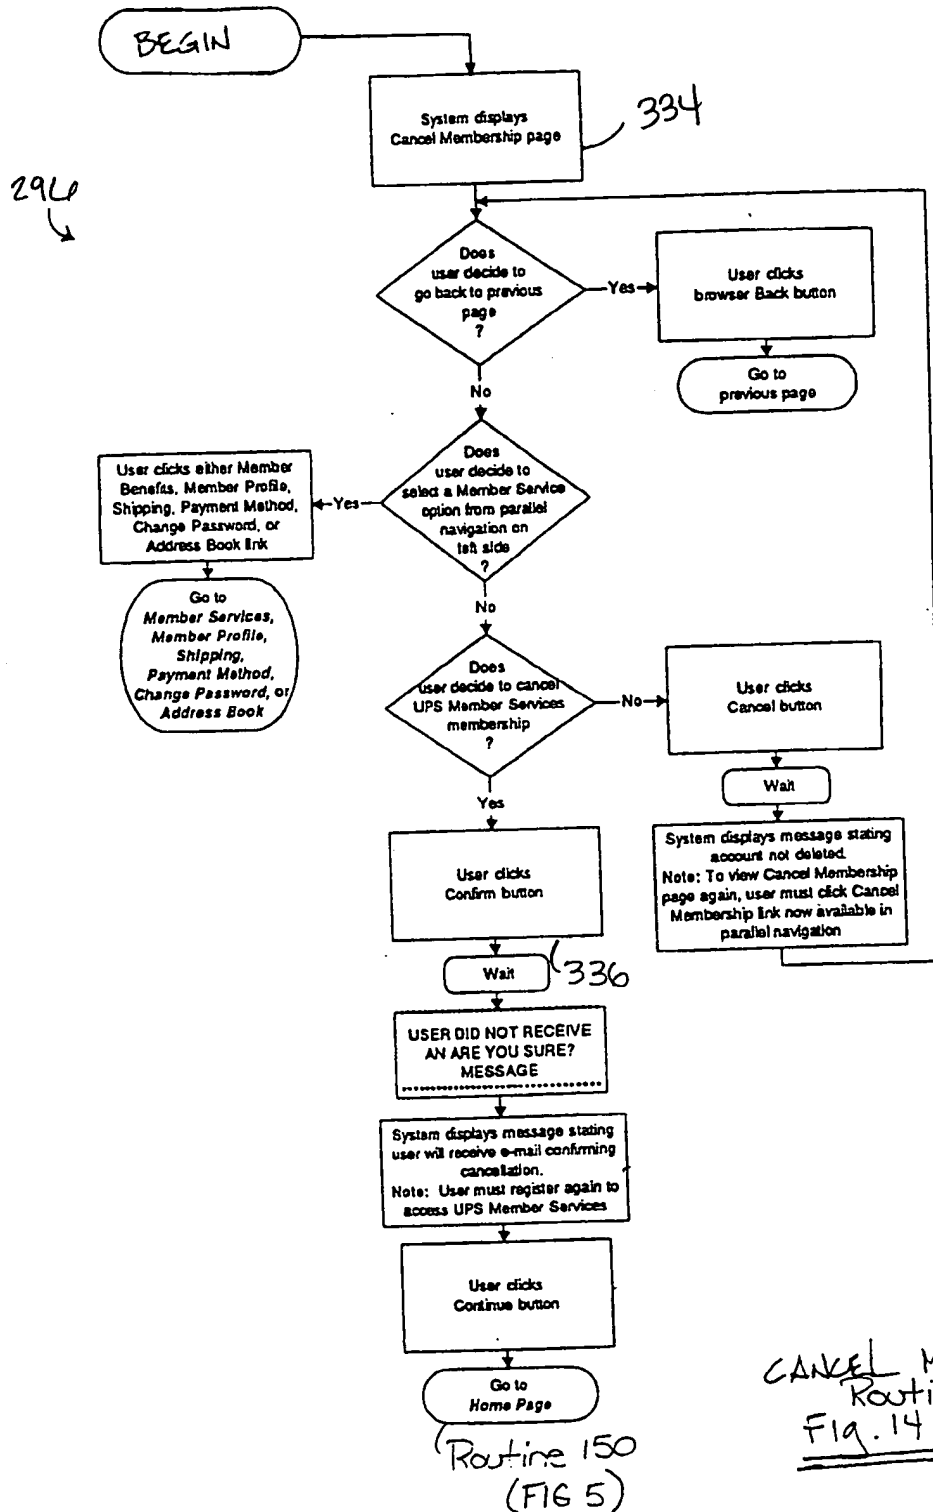 BEGIN
System displays
Cancel Membership page
334
Does
user decide to
go back to previous
page
?
Yes
User clicks
browser Back button
Go to
previous page
No
Does
user decide to
select a Member Service
option from parallel
navigation on
left side
?
Yes
User clicks either Member
Benefits, Member Profile,
Shipping, Payment Method,
Change Password, or
Address Book link
Go to
Member Services,
Member Profile,
Shipping,
Payment Method,
Change Password, or
Address Book
No
Does
user decide to cancel
UPS Member Services
membership
?
No
User clicks
Cancel button
Wait
System displays message stating
account not deleted.
Note: To view Cancel Membership
page again, user must click Cancel
Membership link now available in
parallel navigation
Yes
User clicks
Confirm button
Wait
336
USER DID NOT RECEIVE
AN ARE YOU SURE?
MESSAGE
System displays message stating
user will receive e-mail confirming
cancellation.
Note: User must register again to
access UPS Member Services
User clicks
Continue button
Go to
Home Page
Routine 150
(FIG 5)
CANCEL
Fig. 14